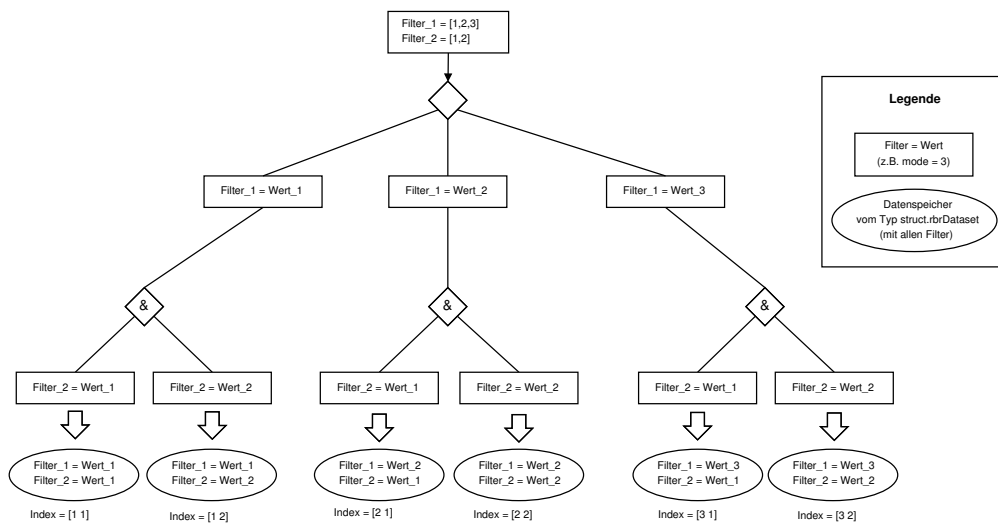 Filter_1 = [1,2,3]
Filter_2 = [1,2]
Legende
Filter = Wert
(z.B. mode = 3)
Datenspeicher
vom Typ struct.rbrDataset
(mit allen Filter)
Filter_1 = Wert_1
Filter_1 = Wert_2
Filter_1 = Wert_3
&
&
&
Filter_2 = Wert_1
Filter_2 = Wert_2
Filter_2 = Wert_1
Filter_2 = Wert_2
Filter_2 = Wert_1
Filter_2 = Wert_2
Filter_1 = Wert_1
Filter_2 = Wert_1
Filter_1 = Wert_1
Filter_2 = Wert_2
Filter_1 = Wert_2
Filter_2 = Wert_1
Filter_1 = Wert_2
Filter_2 = Wert_2
Filter_1 = Wert_3
Filter_2 = Wert_1
Filter_1 = Wert_3
Filter_2 = Wert_2
Index = [1 1]
Index = [1 2]
Index = [2 1]
Index = [2 2]
Index = [3 1]
Index = [3 2]